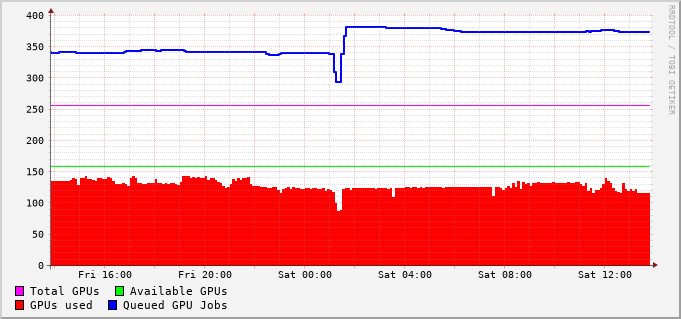 400
350
300
250
200
150
100
50
0
Fri 16:00 Fri 20:00 Sat 00:00 Sat 04:00 Sat 08:00 Sat 12:00
Total GPUs Available GPUs
GPUs used Queued GPU Jobs
RRDTOOL / TOBI OETIKER